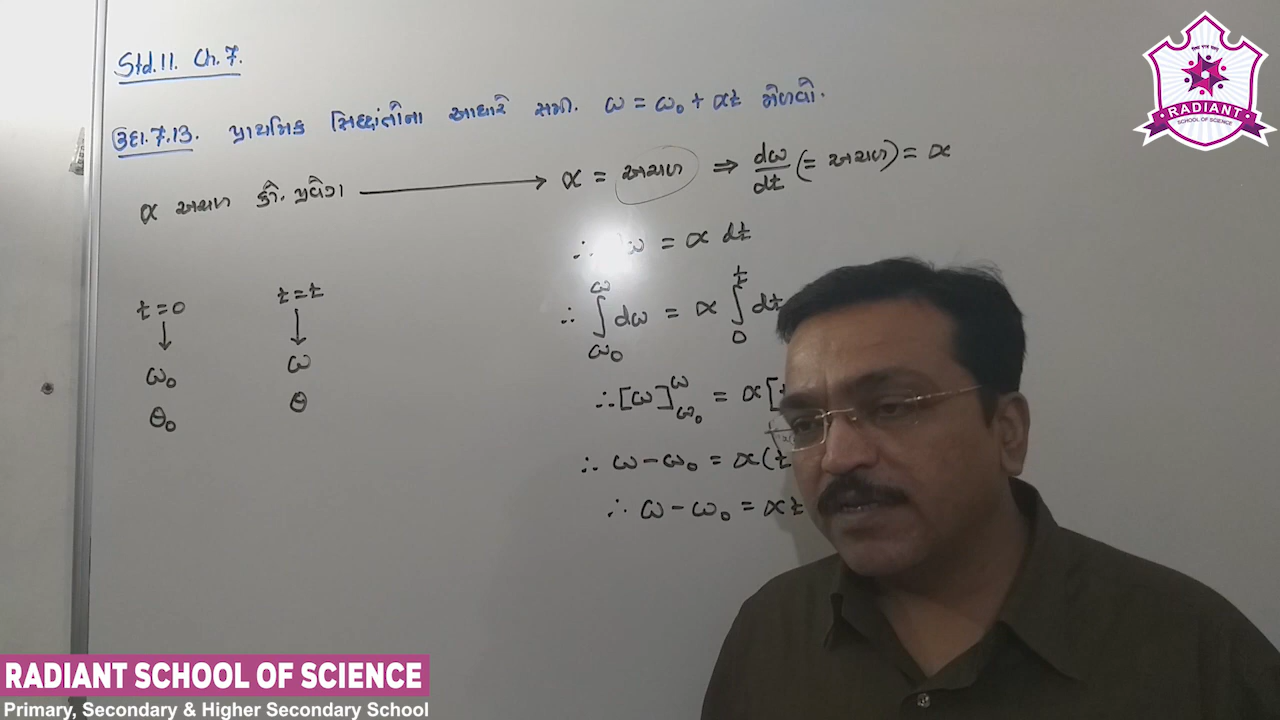 Std.11. Ch.7.
ઉદા.7.13. પ્રાથમિક સિદ્ધાંતોના આધારે સમી. ω = ω₀ + αt મેળવો.
α અચળ કો. પ્રવેગ ⟶ α = અચળ ⇒ dω/dt (= અચળ) = α
∴ dω = α dt
t=0 t=t
↓ ↓
ω₀ ω
θ₀ θ
∴ ∫_{ω₀}^{ω} dω = α ∫_{0}^{t} dt
∴ [ω]_{ω₀}^{ω} = α [
∴ ω − ω₀ = α(t
∴ ω − ω₀ = αt
RADIANT
SCHOOL OF SCIENCE
RADIANT SCHOOL OF SCIENCE
Primary, Secondary & Higher Secondary School